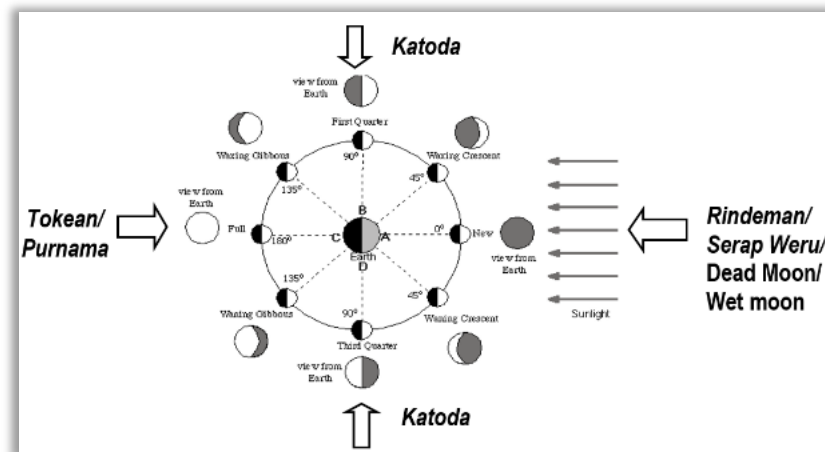 Katoda
view from
Earth
First Quarter
90°
Waxing Gibbous
135°
Waxing Crescent
45°
view from
Earth
Tokean/
Purnama
Full
180°
B
C
A
Earth
D
0°
New
view from
Earth
Rindeman/
Serap Weru/
Dead Moon/
Wet moon
Sunlight
135°
Waning Gibbous
45°
Waning Crescent
90°
Third Quarter
view from
Earth
Katoda